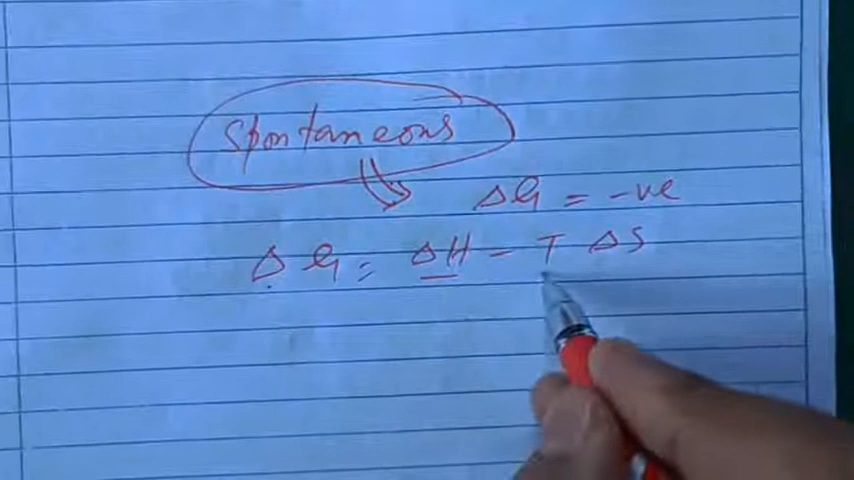 Spontaneous
ΔG = -ve
ΔG = ΔH - TΔS